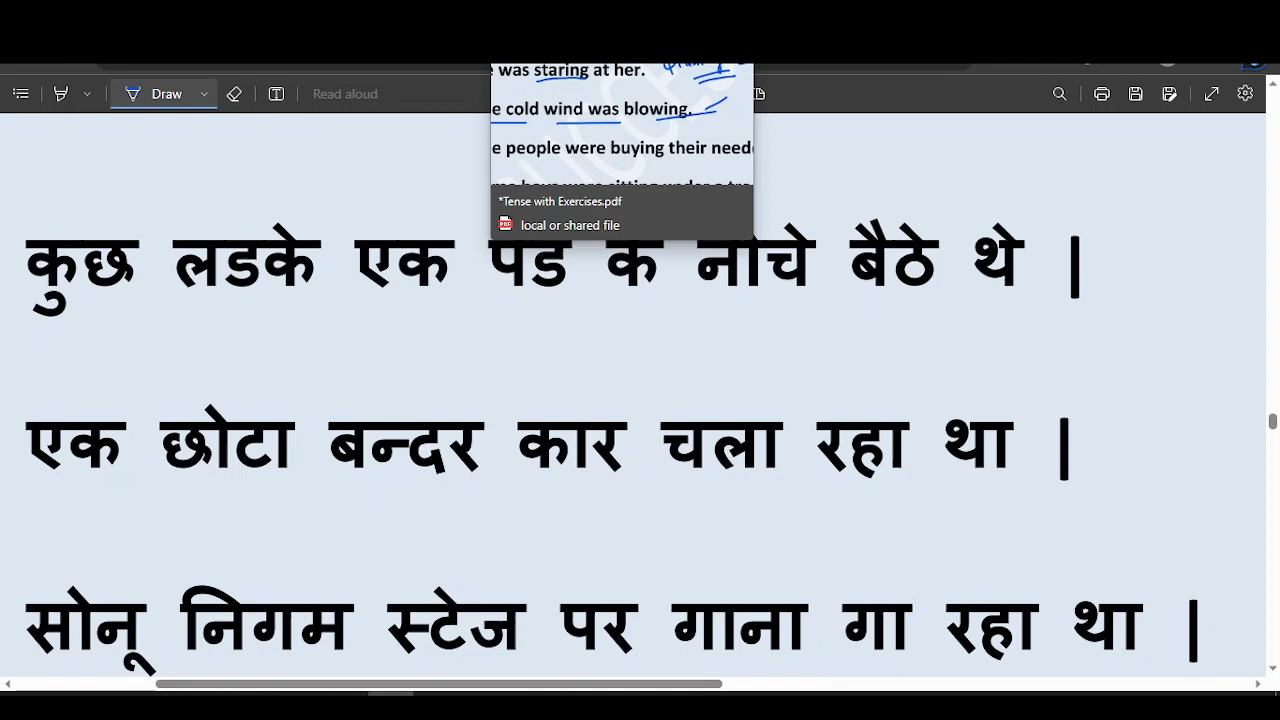 was staring at her.
Draw
Read aloud
e cold wind was blowing.
e people were buying their neede
*Tense with Exercises.pdf
local or shared file
कुछ लडके एक पेड के नीचे बैठे थे |
एक छोटा बन्दर कार चला रहा था |
सोनू निगम स्टेज पर गाना गा रहा था |